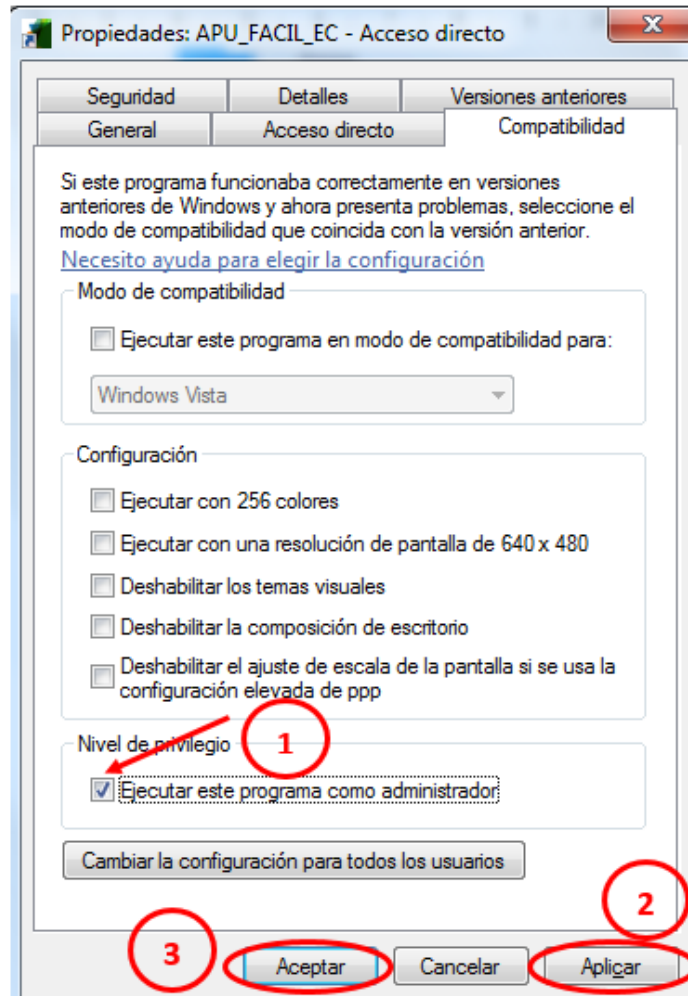 Propiedades: APU_FACIL_EC - Acceso directo
Seguridad
Detalles
Versiones anteriores
General
Acceso directo
Compatibilidad
Si este programa funcionaba correctamente en versiones
anteriores de Windows y ahora presenta problemas, seleccione el
modo de compatibilidad que coincida con la versión anterior.
Necesito ayuda para elegir la configuración
Modo de compatibilidad
Ejecutar este programa en modo de compatibilidad para:
Windows Vista
Configuración
Ejecutar con 256 colores
Ejecutar con una resolución de pantalla de 640 x 480
Deshabilitar los temas visuales
Deshabilitar la composición de escritorio
Deshabilitar el ajuste de escala de la pantalla si se usa la
configuración elevada de ppp
Nivel de privilegio
1
Ejecutar este programa como administrador
Cambiar la configuración para todos los usuarios
2
3
Aceptar
Cancelar
Aplicar